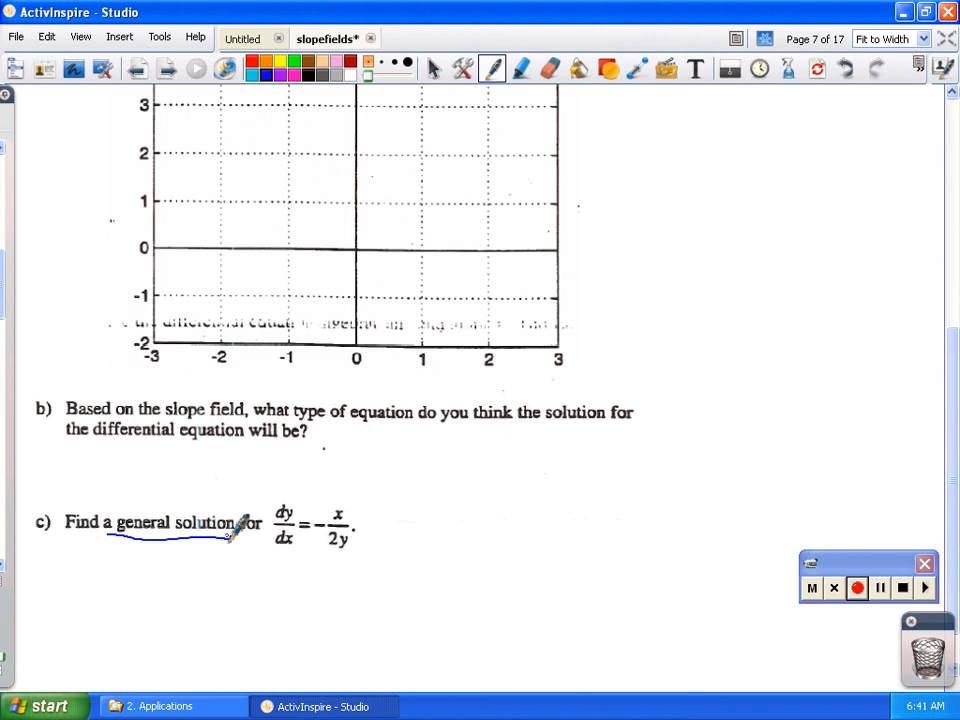 ActivInspire - Studio
File Edit View Insert Tools Help
Untitled
slopefields*
Page 7 of 17
Fit to Width
3
2
1
0
-1
-2
-3 -2 -1 0 1 2 3
b) Based on the slope field, what type of equation do you think the solution for
the differential equation will be?
c) Find a general solution for dy/dx = -x/2y.
M
start
2. Applications
ActivInspire - Studio
6:41 AM